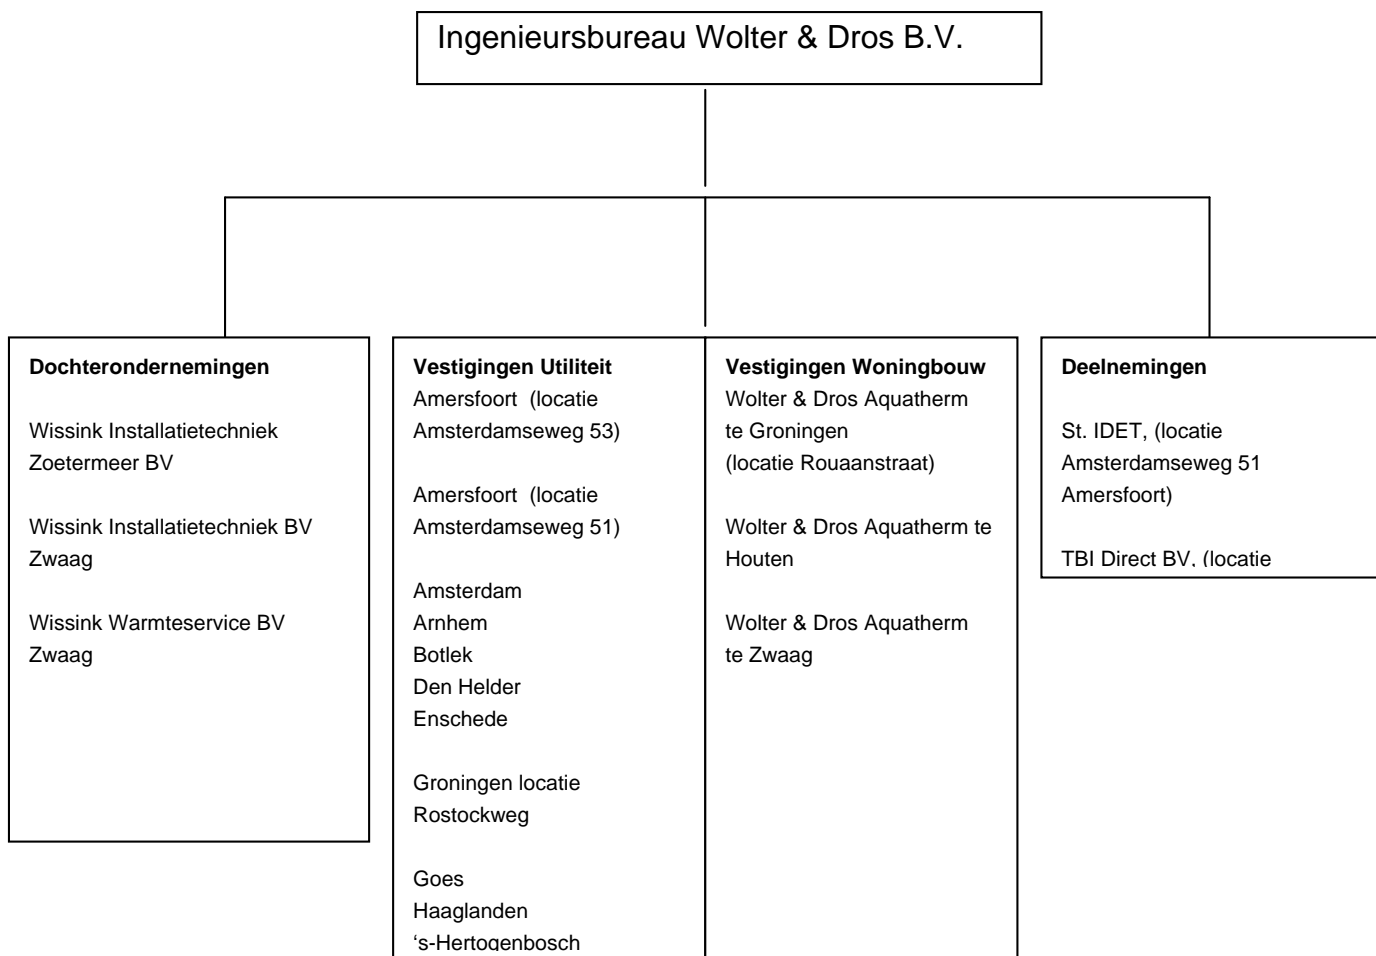 Ingenieursbureau Wolter & Dros B.V.
Dochterondernemingen
Wissink Installatietechniek
Zoetermeer BV
Wissink Installatietechniek BV
Zwaag
Wissink Warmteservice BV
Zwaag
Vestigingen Utiliteit
Amersfoort (locatie
Amsterdamseweg 53)
Amersfoort (locatie
Amsterdamseweg 51)
Amsterdam
Arnhem
Botlek
Den Helder
Enschede
Groningen locatie
Rostockweg
Goes
Haaglanden
‘s-Hertogenbosch
Vestigingen Woningbouw
Wolter & Dros Aquatherm
te Groningen
(locatie Rouaanstraat)
Wolter & Dros Aquatherm te
Houten
Wolter & Dros Aquatherm
te Zwaag
Deelnemingen
St. IDET, (locatie
Amsterdamseweg 51
Amersfoort)
TBI Direct BV, (locatie